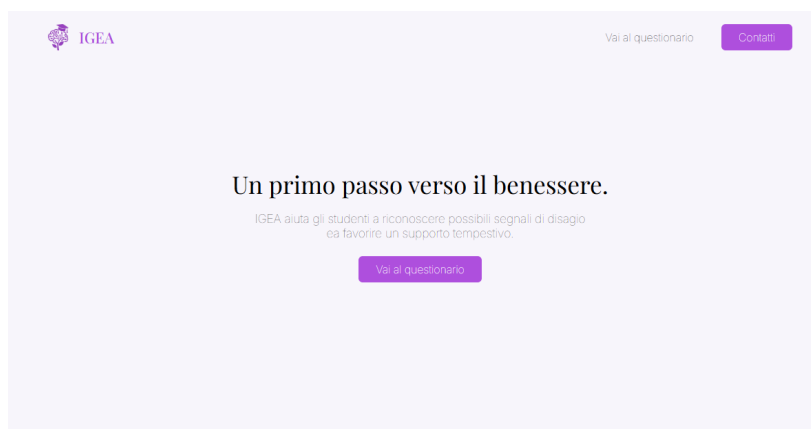 IGEA
Vai al questionario
Contatti
Un primo passo verso il benessere.
IGEA aiuta gli studenti a riconoscere possibili segnali di disagio
ea favorire un supporto tempestivo.
Vai al questionario